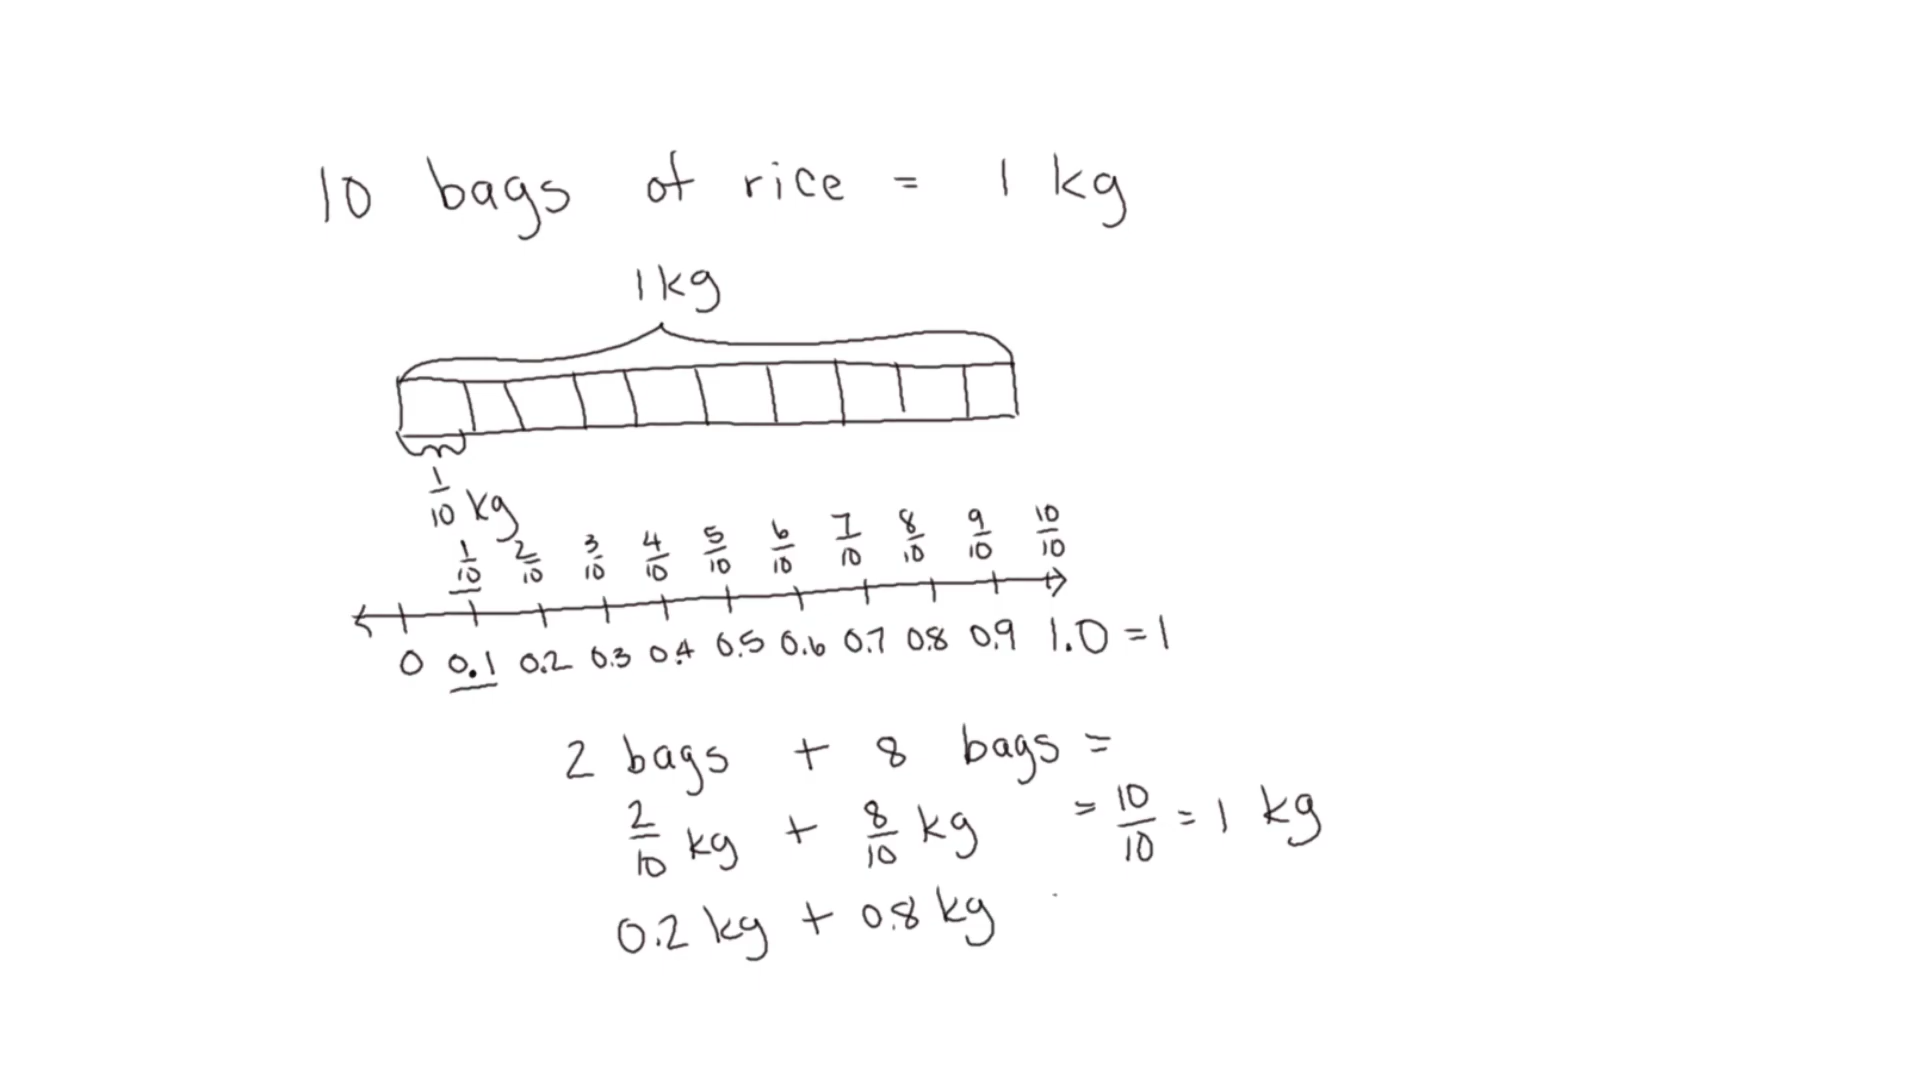 10 bags of rice = 1 kg
1 kg
1/10 kg
1/10 2/10 3/10 4/10 5/10 6/10 7/10 8/10 9/10 10/10
0 0.1 0.2 0.3 0.4 0.5 0.6 0.7 0.8 0.9 1.0 = 1
2 bags + 8 bags =
2/10 kg + 8/10 kg = 10/10 = 1 kg
0.2 kg + 0.8 kg